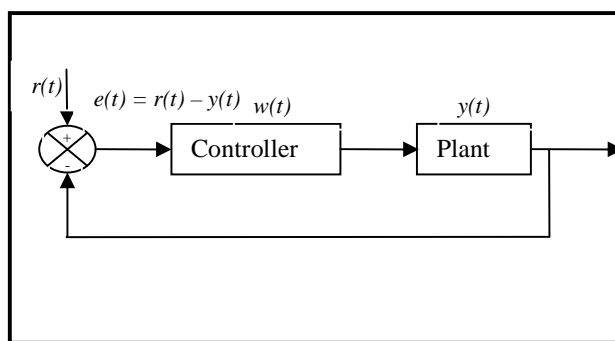 r(t)
e(t) = r(t) – y(t)
w(t)
y(t)
+
-
Controller
Plant